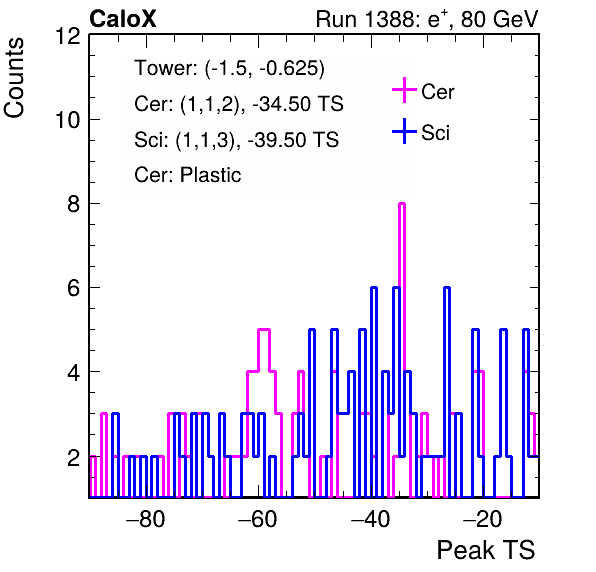 CaloX Run 1388: e⁺, 80 GeV
Counts
12
10
8
6
4
2
Tower: (-1.5, -0.625)
Cer: (1,1,2), -34.50 TS
Sci: (1,1,3), -39.50 TS
Cer: Plastic
Cer
Sci
−80 −60 −40 −20
Peak TS